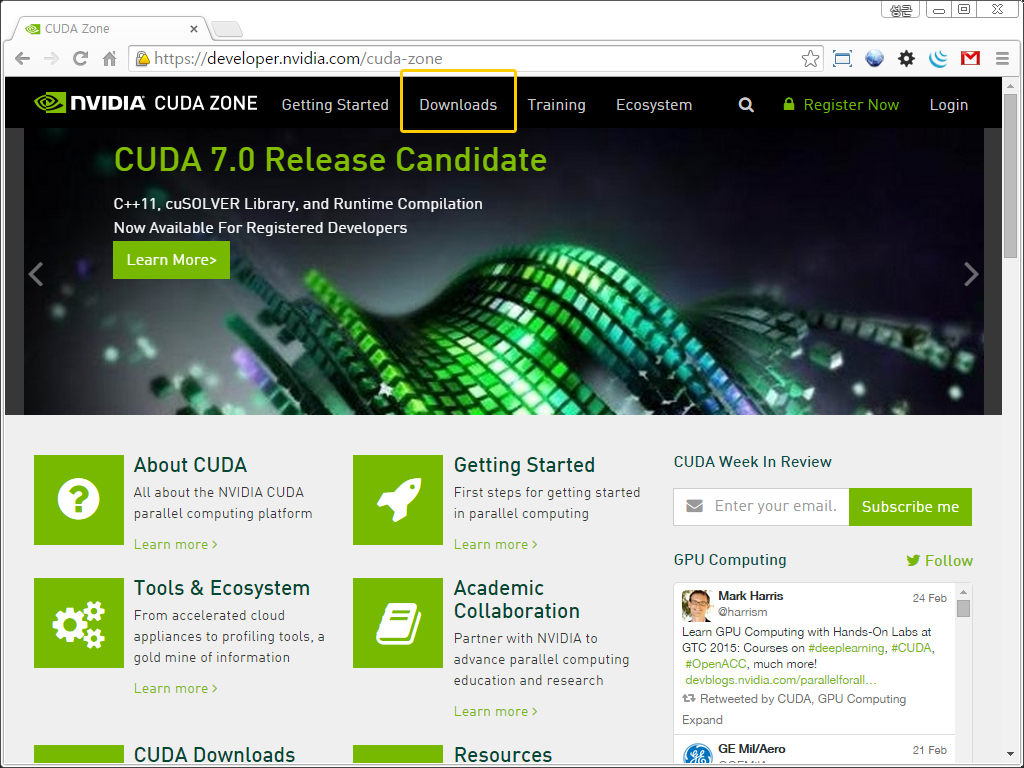 성근
CUDA Zone
https://developer.nvidia.com/cuda-zone
NVIDIA CUDA ZONE Getting Started Downloads Training Ecosystem Register Now Login
CUDA 7.0 Release Candidate
C++11, cuSOLVER Library, and Runtime Compilation
Now Available For Registered Developers
Learn More>
About CUDA
All about the NVIDIA CUDA
parallel computing platform
Learn more >
Getting Started
First steps for getting started
in parallel computing
Learn more >
CUDA Week In Review
Enter your email.
Subscribe me
Tools & Ecosystem
From accelerated cloud
appliances to profiling tools, a
gold mine of information
Learn more >
Academic
Collaboration
Partner with NVIDIA to
advance parallel computing
education and research
Learn more >
GPU Computing
Follow
Mark Harris
24 Feb
@harrism
Learn GPU Computing with Hands-On Labs at
GTC 2015: Courses on #deeplearning, #CUDA,
#OpenACC, much more!
devblogs.nvidia.com/parallelforall…
Retweeted by CUDA, GPU Computing
Expand
GE Mil/Aero
21 Feb
CUDA Downloads
Resources